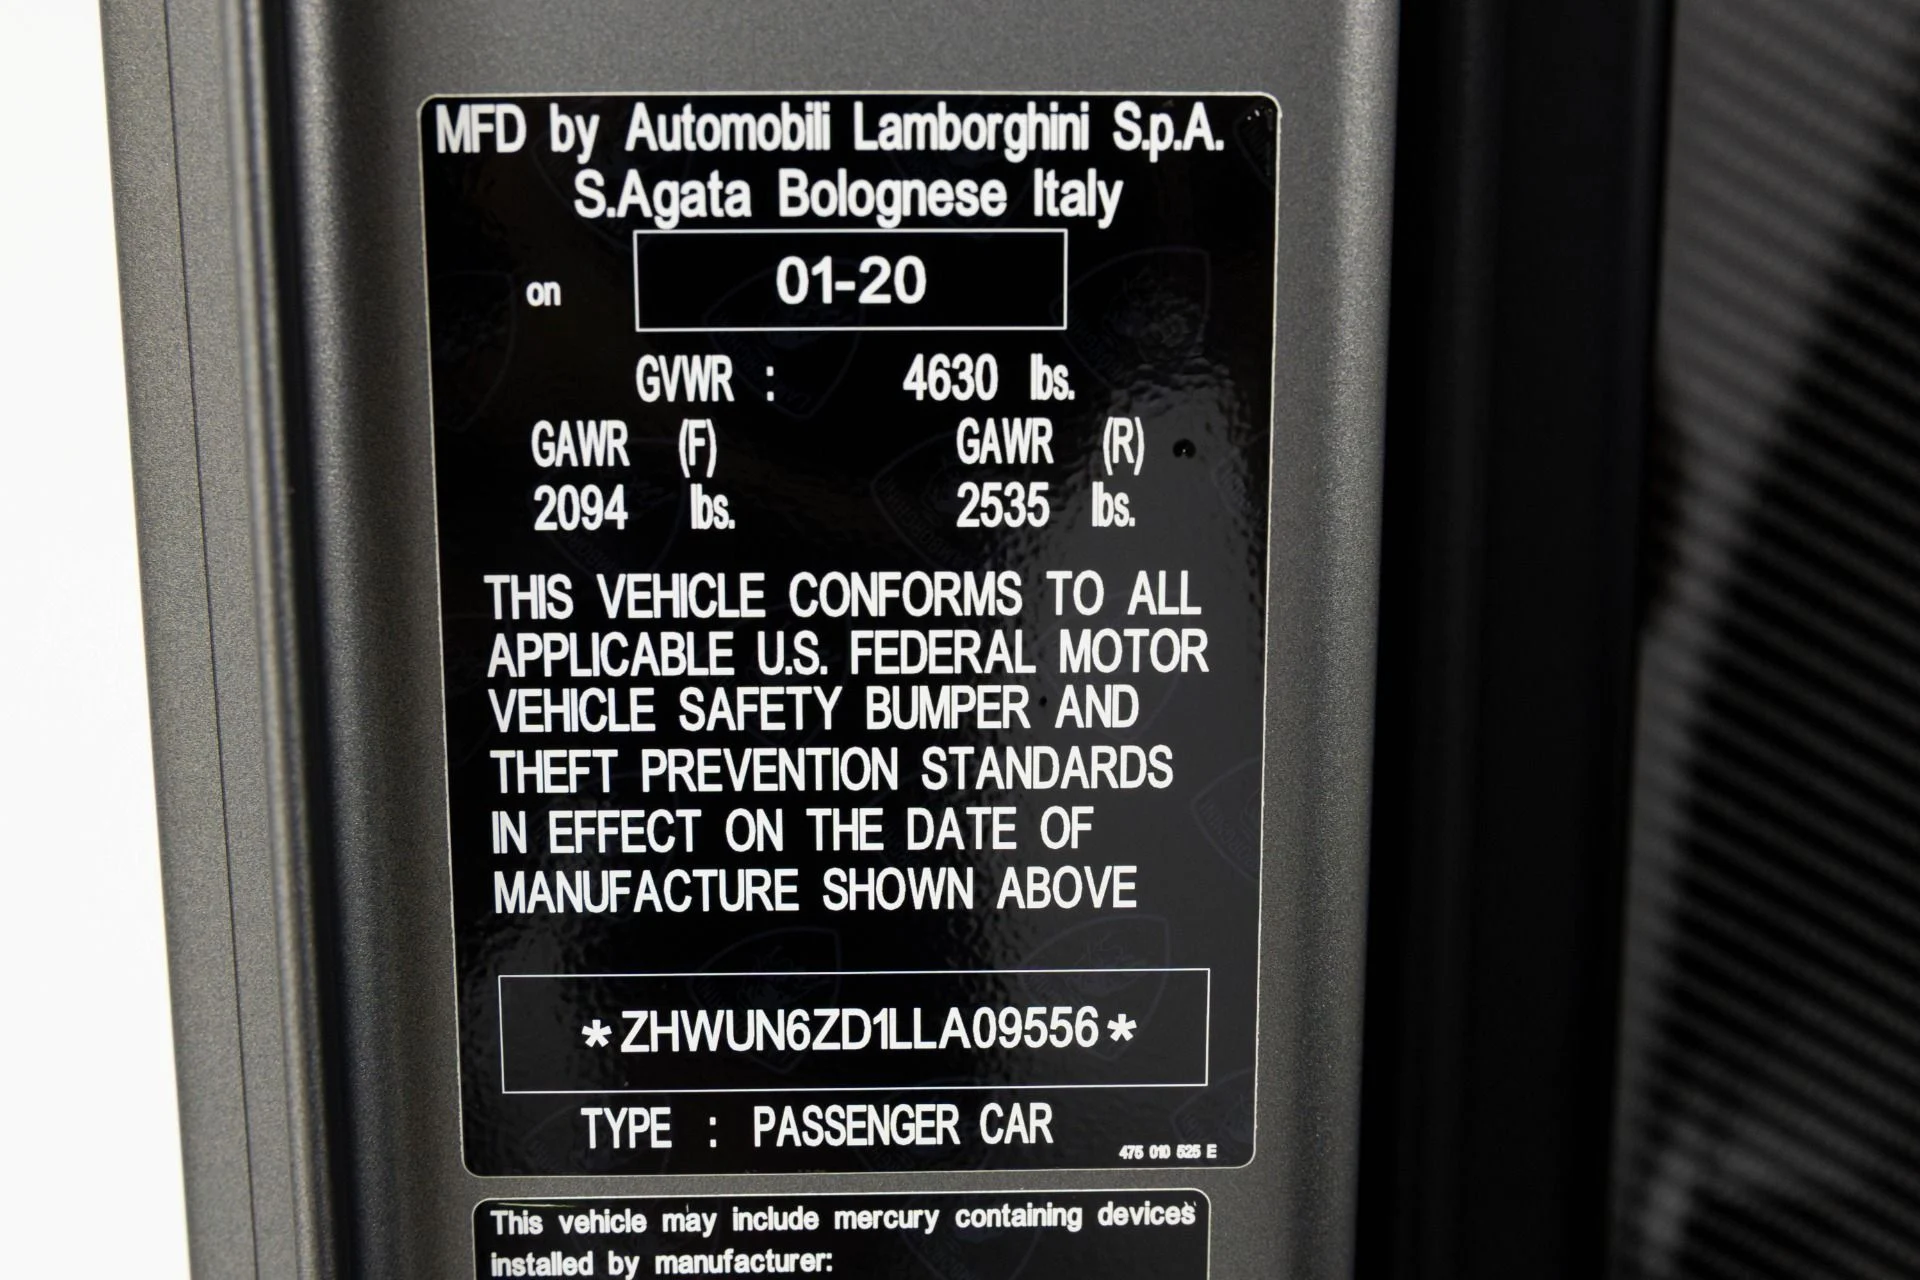 MFD by Automobili Lamborghini S.p.A.
S.Agata Bolognese Italy
on 01-20
GVWR : 4630 lbs.
GAWR (F) GAWR (R)
2094 lbs. 2535 lbs.
THIS VEHICLE CONFORMS TO ALL
APPLICABLE U.S. FEDERAL MOTOR
VEHICLE SAFETY BUMPER AND
THEFT PREVENTION STANDARDS
IN EFFECT ON THE DATE OF
MANUFACTURE SHOWN ABOVE
*ZHWUN6ZD1LLA09556*
TYPE : PASSENGER CAR
475 010 525 E
This vehicle may include mercury containing devices
installed by manufacturer: